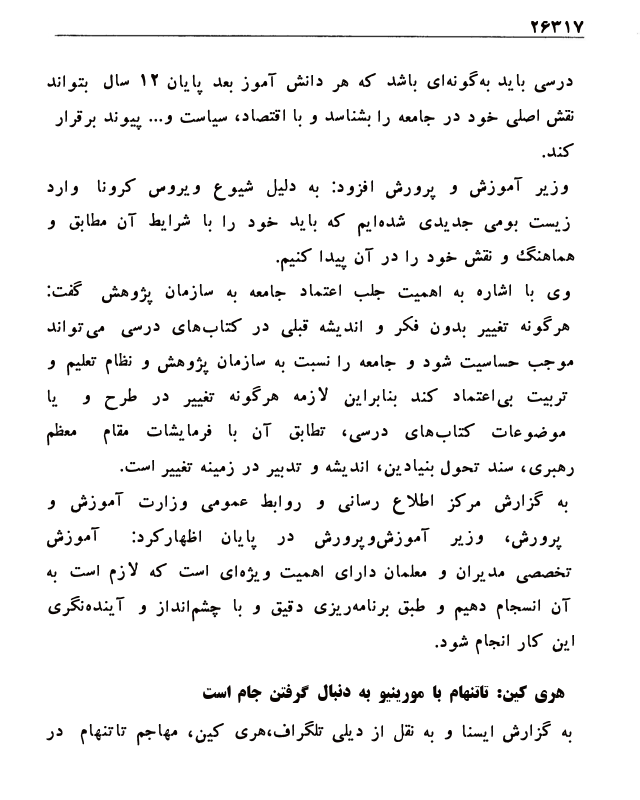 ۲۶۳۱۷
درسی باید به‌گونه‌ای باشد که هر دانش آموز بعد پایان ۱۲ سال بتواند
نقش اصلی خود در جامعه را بشناسد و با اقتصاد، سیاست و... پیوند برقرار
کند.
وزیر آموزش و پرورش افزود: به دلیل شیوع ویروس کرونا وارد
زیست بومی جدیدی شده‌ایم که باید خود را با شرایط آن مطابق و
هماهنگ و نقش خود را در آن پیدا کنیم.
وی با اشاره به اهمیت جلب اعتماد جامعه به سازمان پژوهش گفت:
هرگونه تغییر بدون فکر و اندیشه قبلی در کتاب‌های درسی می‌تواند
موجب حساسیت شود و جامعه را نسبت به سازمان پژوهش و نظام تعلیم و
تربیت بی‌اعتماد کند بنابراین لازمه هرگونه تغییر در طرح و یا
موضوعات کتاب‌های درسی، تطابق آن با فرمایشات مقام معظم
رهبری، سند تحول بنیادین، اندیشه و تدبیر در زمینه تغییر است.
به گزارش مرکز اطلاع رسانی و روابط عمومی وزارت آموزش و
پرورش، وزیر آموزش‌وپرورش در پایان اظهارکرد: آموزش
تخصصی مدیران و معلمان دارای اهمیت ویژه‌ای است که لازم است به
آن انسجام دهیم و طبق برنامه‌ریزی دقیق و با چشم‌انداز و آینده‌نگری
این کار انجام شود.
هری کین: تاتنهام با مورینیو به دنبال گرفتن جام است
به گزارش ایسنا و به نقل از دیلی تلگراف،هری کین، مهاجم تاتنهام در